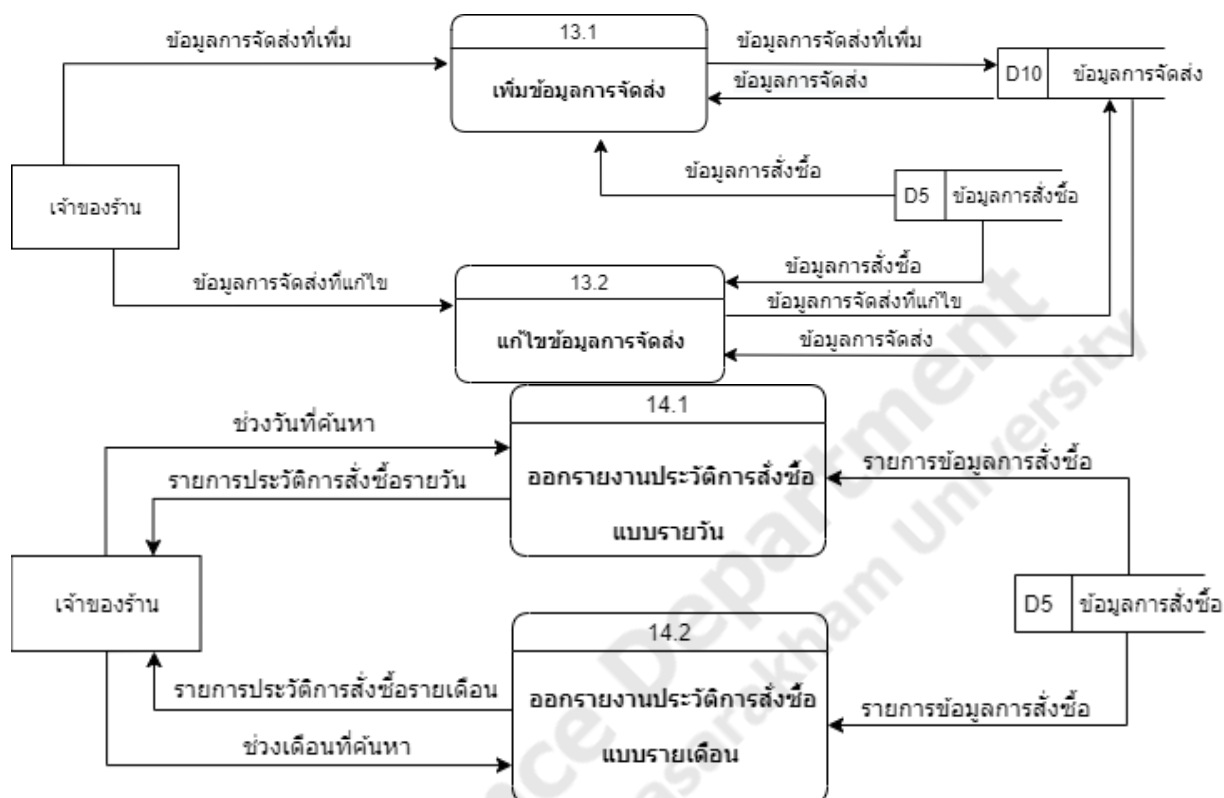 ข้อมูลการจัดส่งที่เพิ่ม
13.1
เพิ่มข้อมูลการจัดส่ง
ข้อมูลการจัดส่งที่เพิ่ม
ข้อมูลการจัดส่ง
D10
ข้อมูลการจัดส่ง
เจ้าของร้าน
ข้อมูลการสั่งซื้อ
D5
ข้อมูลการสั่งซื้อ
ข้อมูลการจัดส่งที่แก้ไข
13.2
แก้ไขข้อมูลการจัดส่ง
ข้อมูลการสั่งซื้อ
ข้อมูลการจัดส่งที่แก้ไข
ข้อมูลการจัดส่ง
ช่วงวันที่ค้นหา
รายการประวัติการสั่งซื้อรายวัน
14.1
ออกรายงานประวัติการสั่งซื้อ
แบบรายวัน
รายการข้อมูลการสั่งซื้อ
เจ้าของร้าน
D5
ข้อมูลการสั่งซื้อ
รายการประวัติการสั่งซื้อรายเดือน
ช่วงเดือนที่ค้นหา
14.2
ออกรายงานประวัติการสั่งซื้อ
แบบรายเดือน
รายการข้อมูลการสั่งซื้อ
nce Department
asarakham University